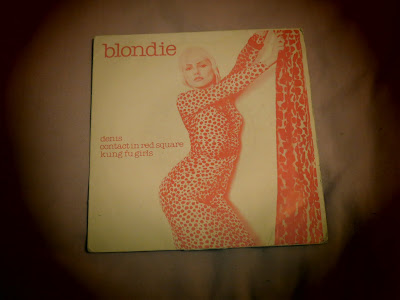 blondie
denis
contact in red square
kung fu girls